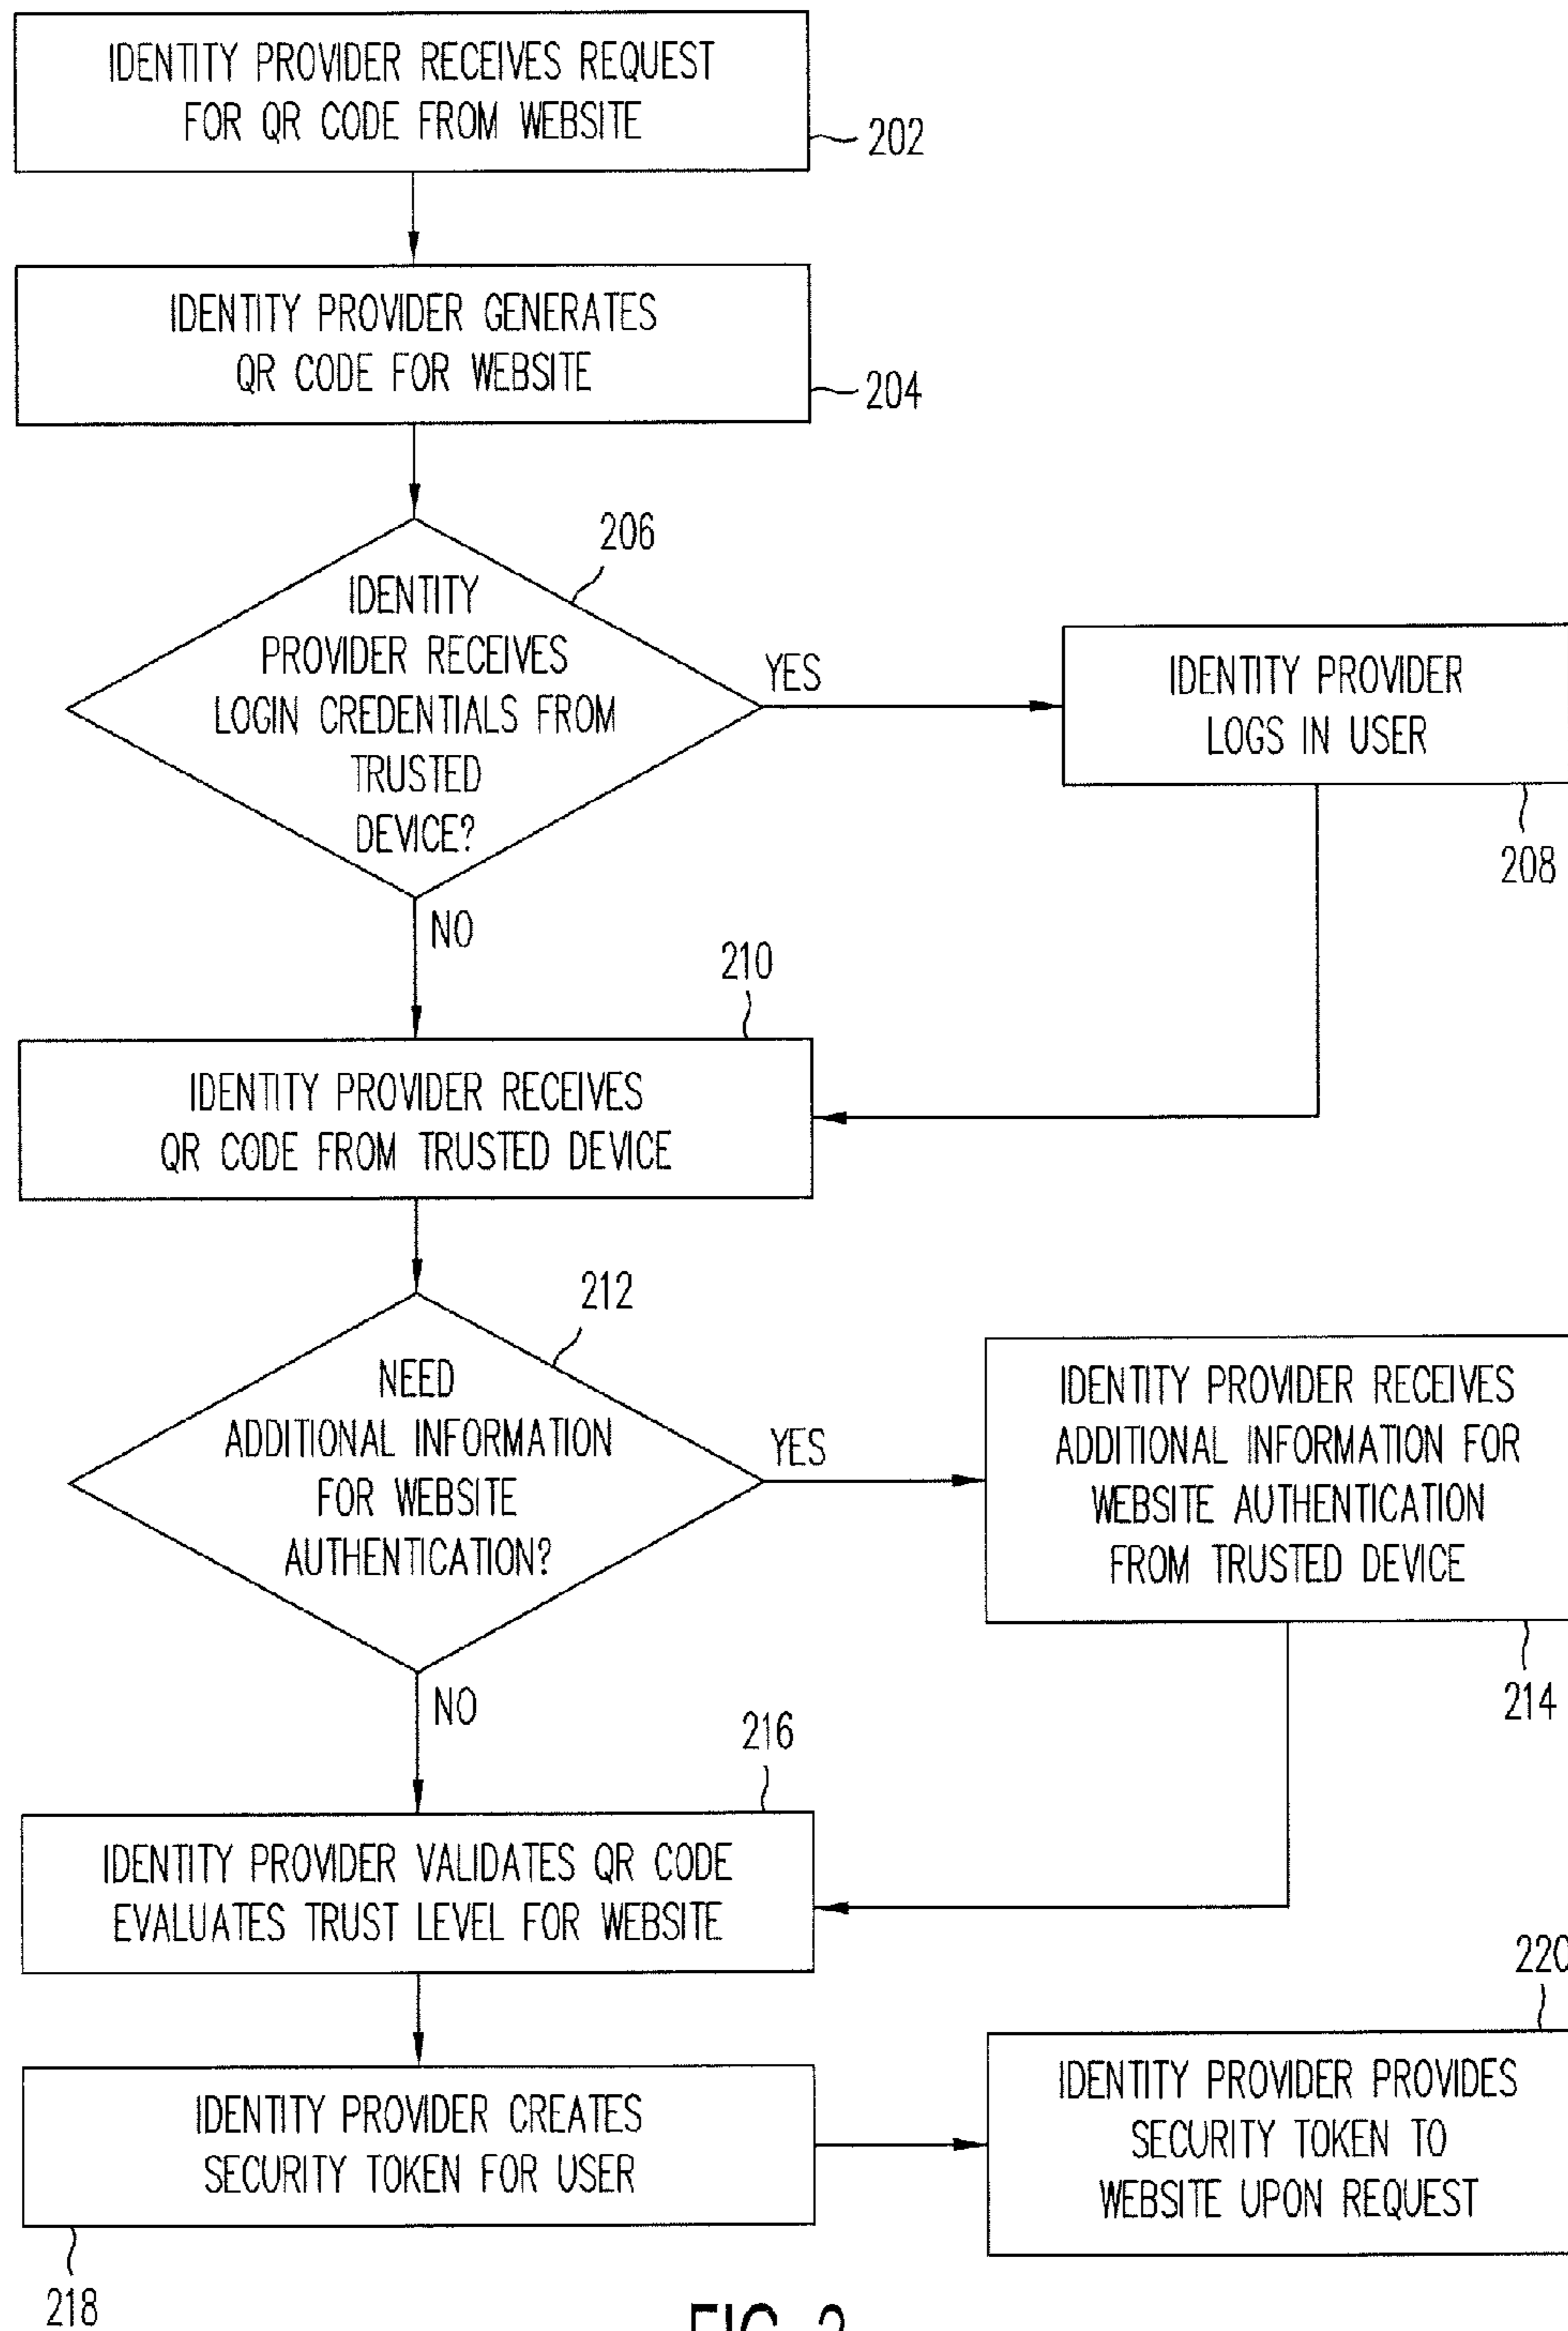 IDENTITY PROVIDER RECEIVES REQUEST
FOR QR CODE FROM WEBSITE
202
IDENTITY PROVIDER GENERATES
QR CODE FOR WEBSITE
204
206
IDENTITY
PROVIDER RECEIVES
LOGIN CREDENTIALS FROM
TRUSTED
DEVICE?
YES
IDENTITY PROVIDER
LOGS IN USER
208
NO
210
IDENTITY PROVIDER RECEIVES
QR CODE FROM TRUSTED DEVICE
212
NEED
ADDITIONAL INFORMATION
FOR WEBSITE
AUTHENTICATION?
YES
IDENTITY PROVIDER RECEIVES
ADDITIONAL INFORMATION FOR
WEBSITE AUTHENTICATION
FROM TRUSTED DEVICE
214
NO
216
IDENTITY PROVIDER VALIDATES QR CODE
EVALUATES TRUST LEVEL FOR WEBSITE
IDENTITY PROVIDER CREATES
SECURITY TOKEN FOR USER
218
220
IDENTITY PROVIDER PROVIDES
SECURITY TOKEN TO
WEBSITE UPON REQUEST
FIG. 2